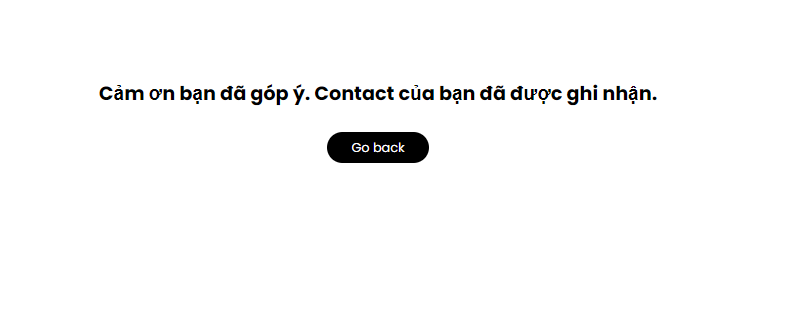 Cảm ơn bạn đã góp ý. Contact của bạn đã được ghi nhận.
Go back